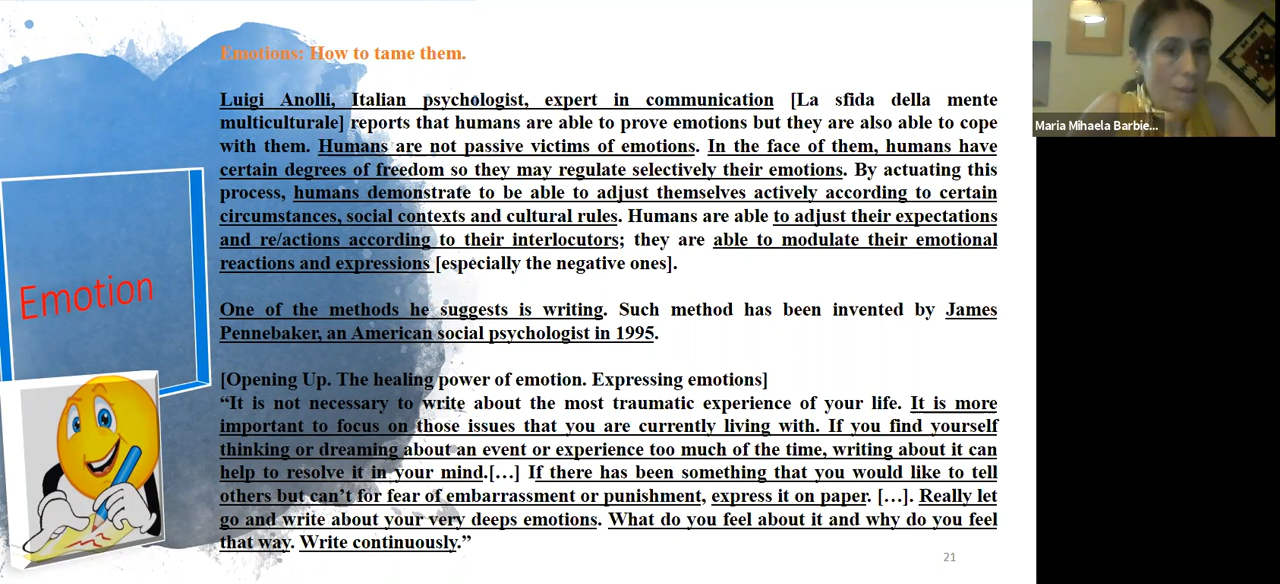 Emotions: How to tame them.
Luigi Anolli, Italian psychologist, expert in communication [La sfida della mente
multiculturale] reports that humans are able to prove emotions but they are also able to cope
with them. Humans are not passive victims of emotions. In the face of them, humans have
certain degrees of freedom so they may regulate selectively their emotions. By actuating this
process, humans demonstrate to be able to adjust themselves actively according to certain
circumstances, social contexts and cultural rules. Humans are able to adjust their expectations
and re/actions according to their interlocutors; they are able to modulate their emotional
reactions and expressions [especially the negative ones].
One of the methods he suggests is writing. Such method has been invented by James
Pennebaker, an American social psychologist in 1995.
[Opening Up. The healing power of emotion. Expressing emotions]
“It is not necessary to write about the most traumatic experience of your life. It is more
important to focus on those issues that you are currently living with. If you find yourself
thinking or dreaming about an event or experience too much of the time, writing about it can
help to resolve it in your mind.[…] If there has been something that you would like to tell
others but can’t for fear of embarrassment or punishment, express it on paper. […]. Really let
go and write about your very deeps emotions. What do you feel about it and why do you feel
that way. Write continuously.”
Emotion
21
Maria Mihaela Barbie...